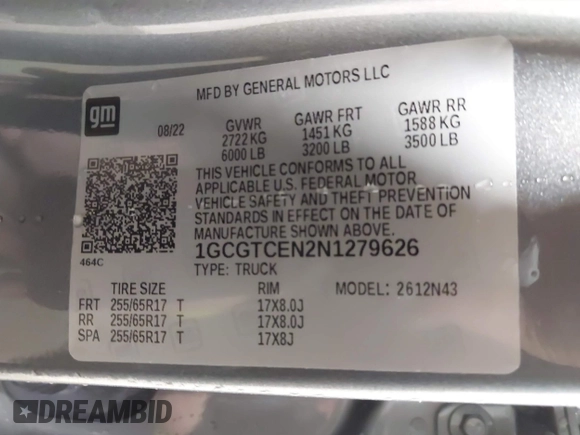 MFD BY GENERAL MOTORS LLC
gm
08/22 GVWR GAWR FRT GAWR RR
2722 KG 1451 KG 1588 KG
6000 LB 3200 LB 3500 LB
THIS VEHICLE CONFORMS TO ALL
APPLICABLE U.S. FEDERAL MOTOR
VEHICLE SAFETY AND THEFT PREVENTION
STANDARDS IN EFFECT ON THE DATE OF
MANUFACTURE SHOWN ABOVE.
464C
1GCGTCEN2N1279626
TYPE: TRUCK
TIRE SIZE RIM MODEL: 2612N43
FRT 255/65R17 T 17X8.0J
RR 255/65R17 T 17X8.0J
SPA 255/65R17 T 17X8J
DREAMBID